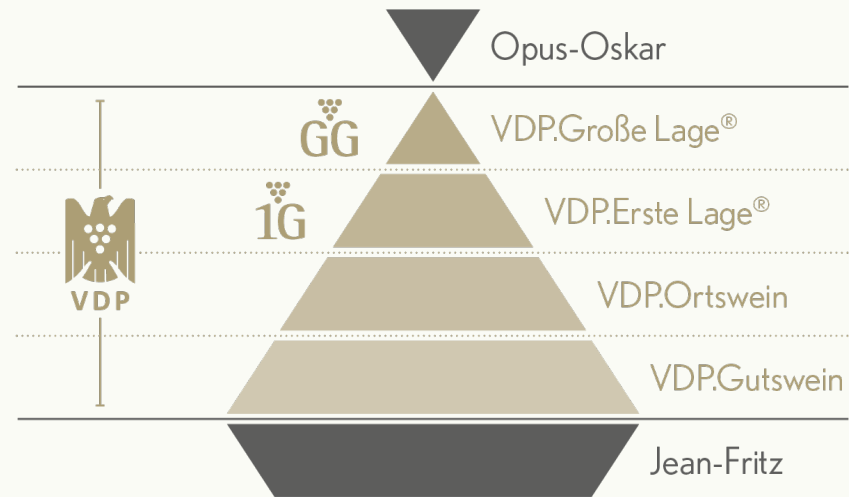 Opus-Oskar
GG
VDP.Große Lage®
1G
VDP.Erste Lage®
VDP
VDP.Ortswein
VDP.Gutswein
Jean-Fritz